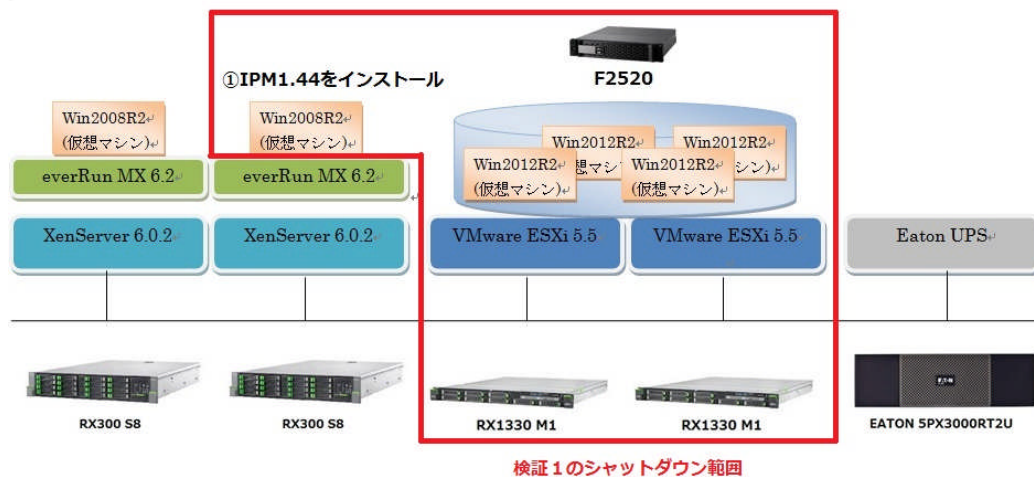 F2520
①IPM1.44をインストール
Win2008R2
(仮想マシン)
Win2008R2
(仮想マシン)
Win2012R2
Win2012R2
Win2012R2
(仮想マシン)
Win2012R2
(仮想マシン)
everRun MX 6.2
everRun MX 6.2
XenServer 6.0.2
XenServer 6.0.2
VMware ESXi 5.5
VMware ESXi 5.5
Eaton UPS
RX300 S8
RX300 S8
RX1330 M1
RX1330 M1
EATON 5PX3000RT2U
検証１のシャットダウン範囲